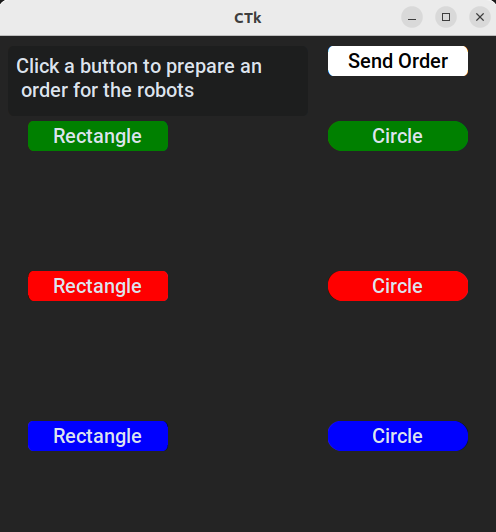 CTk
Click a button to prepare an
order for the robots
Send Order
Rectangle
Circle
Rectangle
Circle
Rectangle
Circle